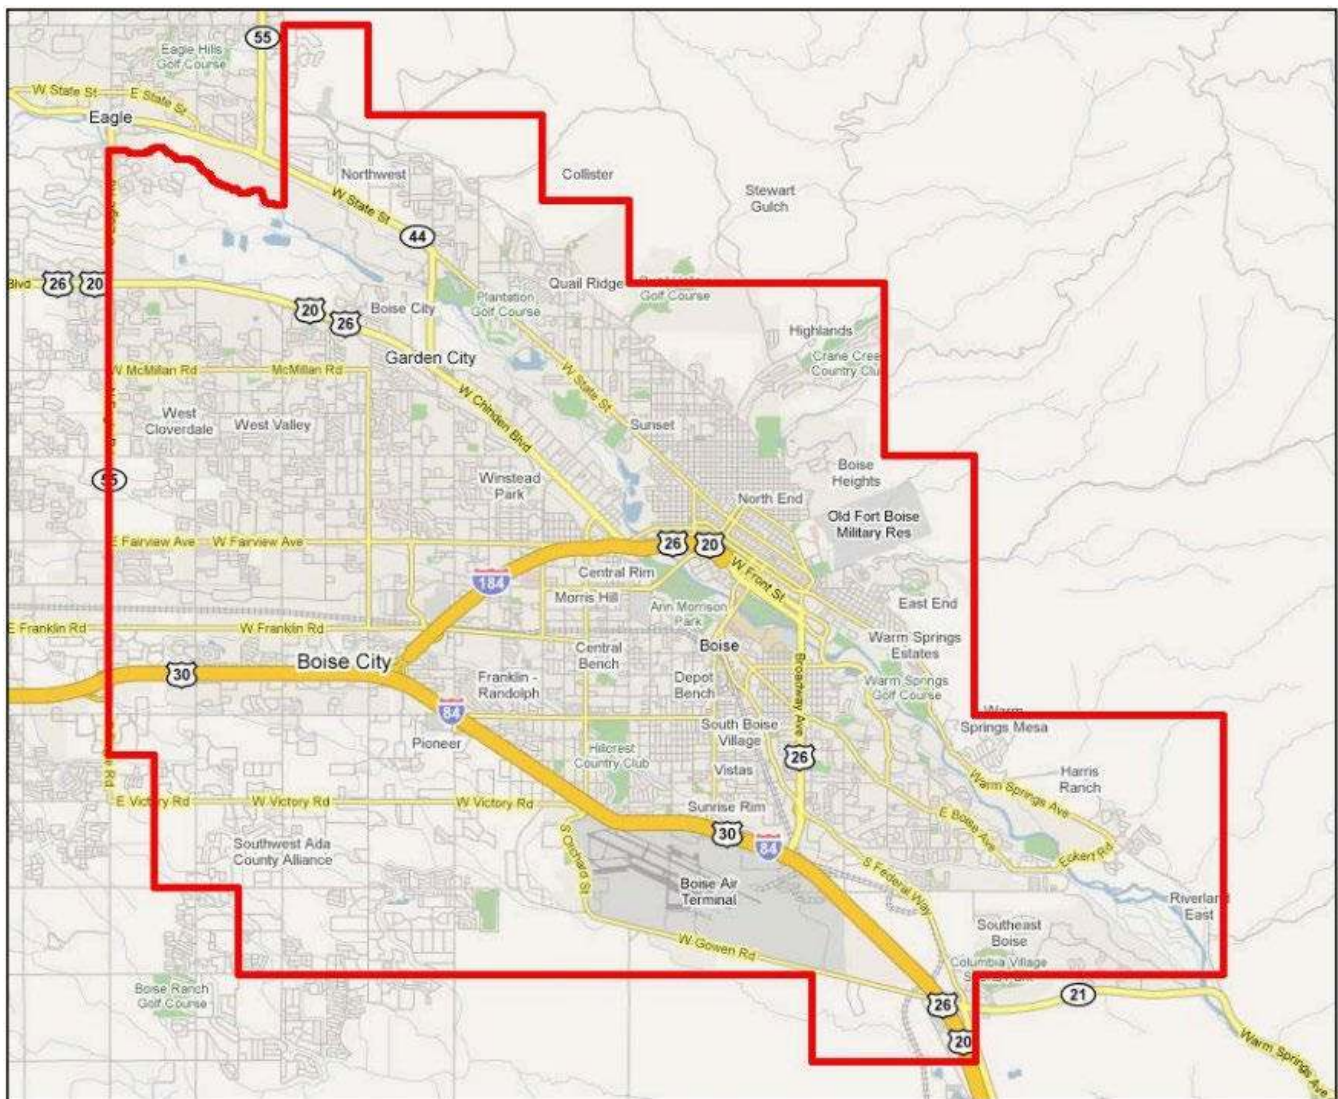 55
Eagle Hills
Golf Course
W State St
E State St
Eagle
Northwest
Collister
Stewart
Gulch
W State St
44
Blvd
26
20
Quail Ridge
Golf Course
20
26
Boise City
Plantation
Golf Course
Highlands
Crane Cree
Country Clu
Garden City
W McMillan Rd
McMillan Rd
W State St
West
Cloverdale
West Valley
W Chinden Blvd
Sunset
Boise
Heights
Winstead
Park
North End
Old Fort Boise
Military Res
E Fairview Ave
W Fairview Ave
26
20
W Front St
184
Central Rim
Morris Hill
Ann Morrison
Park
East End
E Franklin Rd
W Franklin Rd
Warm Springs
Estates
Boise City
Central
Bench
Boise
30
Franklin -
Randolph
Depot
Bench
Broadway Ave
Warm Springs
Golf Course
84
Pioneer
South Boise
Village
Warm
Springs Mesa
Hillcrest
Country Club
26
Vistas
Harris
Ranch
E Victory Rd
W Victory Rd
W Victory Rd
Sunrise Rim
Warm Springs Ave
E Boise Ave
30
84
Southwest Ada
County Alliance
S Orchard St
Eckert Rd
S Federal Way
Boise Air
Terminal
Riverland
East
Southeast
Boise
W Gowen Rd
Columbia Village
Boise Ranch
Golf Course
21
26
20
Warm Springs Ave